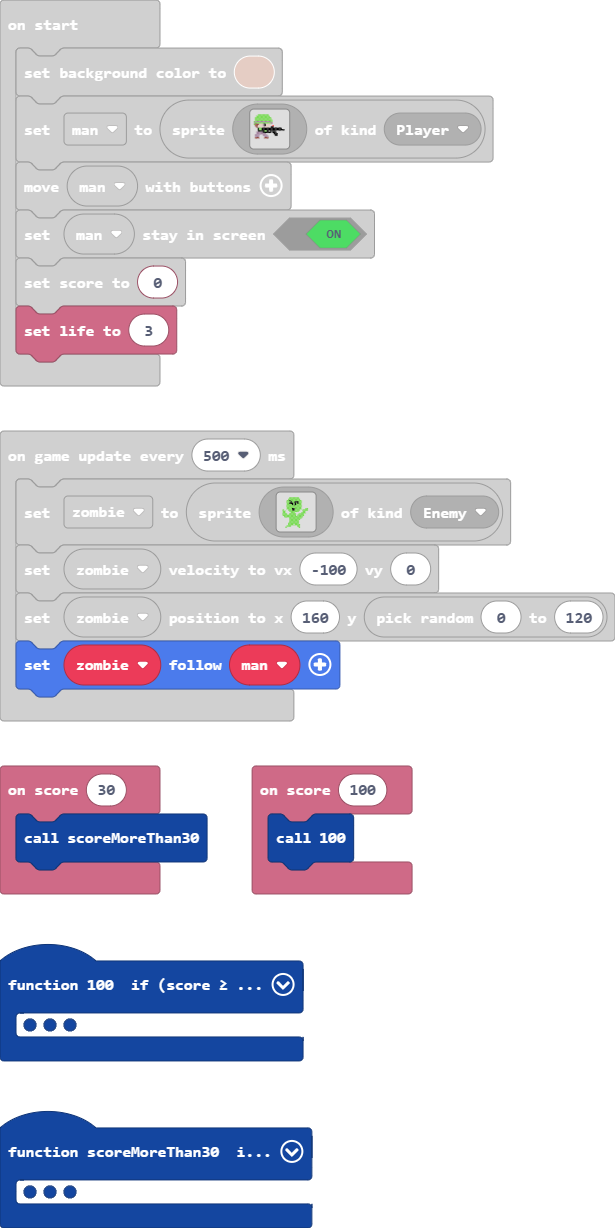 on start
set background color to
set man to sprite of kind Player
move man with buttons
set man stay in screen ON
set score to 0
set life to 3
on game update every 500 ms
set zombie to sprite of kind Enemy
set zombie velocity to vx -100 vy 0
set zombie position to x 160 y pick random 0 to 120
set zombie follow man
on score 30
call scoreMoreThan30
on score 100
call 100
function 100 if (score ≥ ...
function scoreMoreThan30 i...